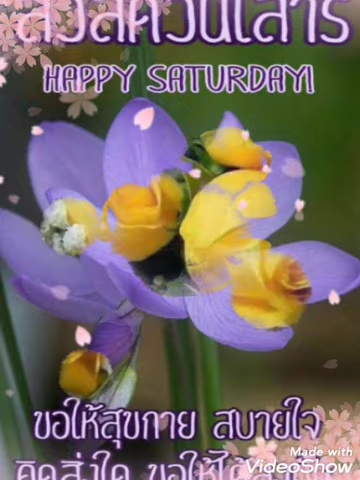 สวัสดีวันเสาร์
HAPPY SATURDAY!
ขอให้สุขกาย สบายใจ
คิดสิ่งใด ขอให้ได้
Made with
VideoShow